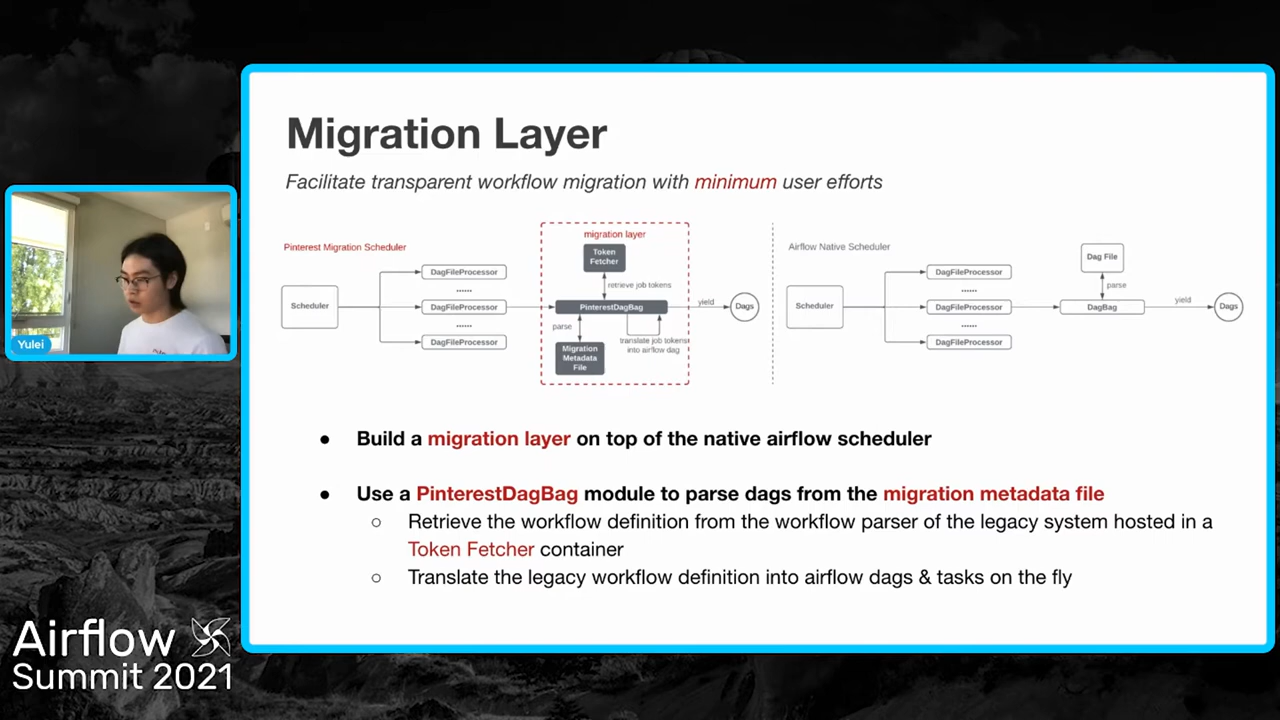 Migration Layer
Facilitate transparent workflow migration with minimum user efforts
Pinterest Migration Scheduler
Scheduler
DagFileProcessor
......
DagFileProcessor
......
DagFileProcessor
migration layer
Token
Fetcher
retrieve job tokens
PinterestDagBag
parse
translate job tokens
into airflow dag
Migration
Metadata
File
yield
Dags
Airflow Native Scheduler
Scheduler
DagFileProcessor
......
DagFileProcessor
......
DagFileProcessor
Dag File
parse
DagBag
yield
Dags
● Build a migration layer on top of the native airflow scheduler
● Use a PinterestDagBag module to parse dags from the migration metadata file
○ Retrieve the workflow definition from the workflow parser of the legacy system hosted in a
Token Fetcher container
○ Translate the legacy workflow definition into airflow dags & tasks on the fly
Yulei
Airflow
Summit 2021